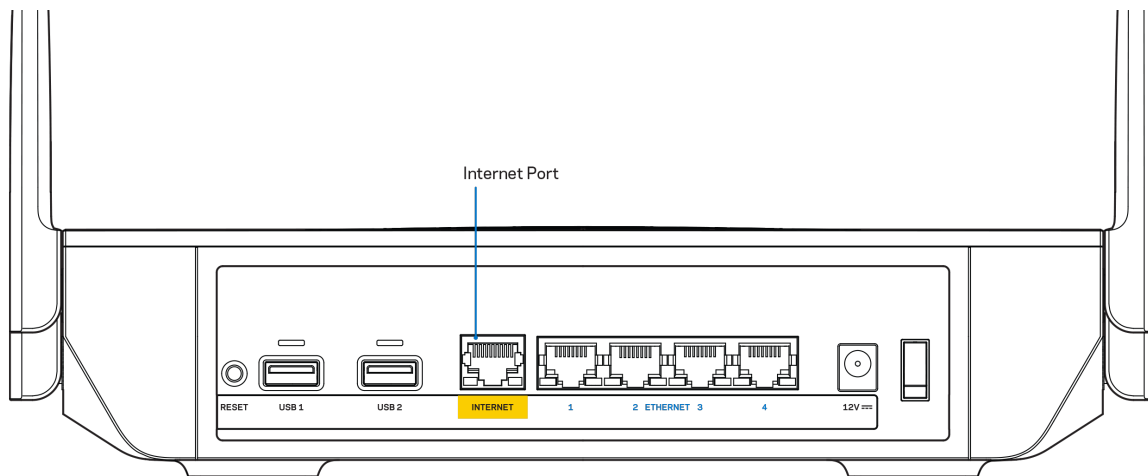 Internet Port
RESET USB 1 USB 2 INTERNET 1 2 ETHERNET 3 4 12V ⎓